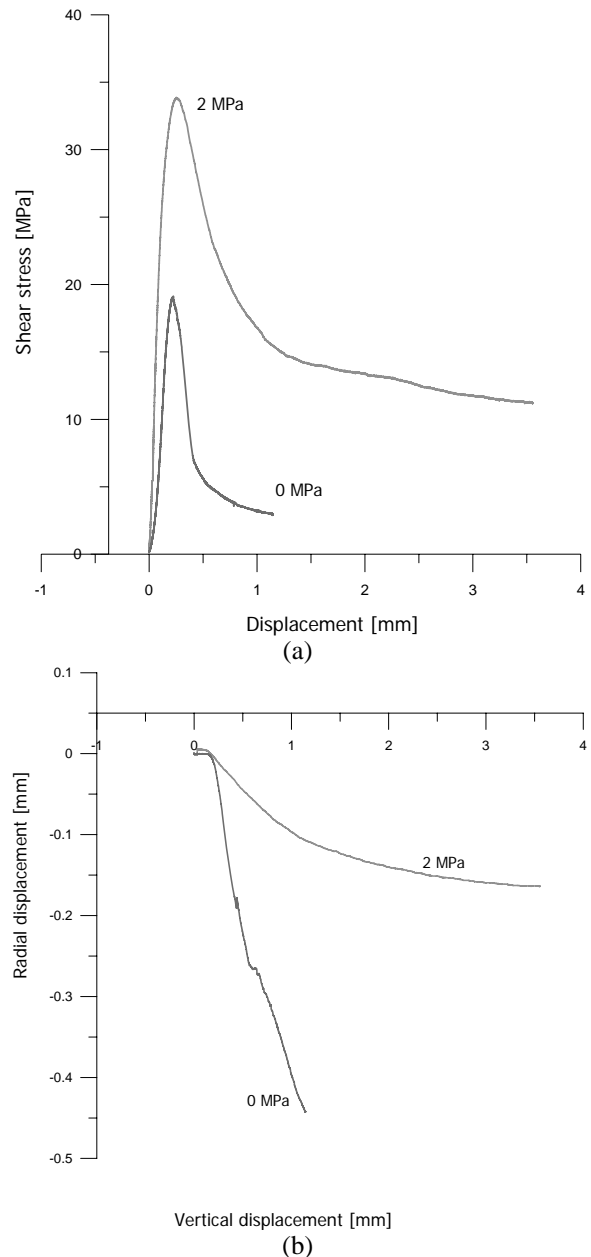 40
2 MPa
30
Shear stress [MPa]
20
10
0 MPa
0
-1 0 1 2 3 4
Displacement [mm]
(a)
0.1
-1 0 1 2 3 4
0
Radial displacement [mm]
-0.1
2 MPa
-0.2
-0.3
-0.4
0 MPa
-0.5
Vertical displacement [mm]
(b)